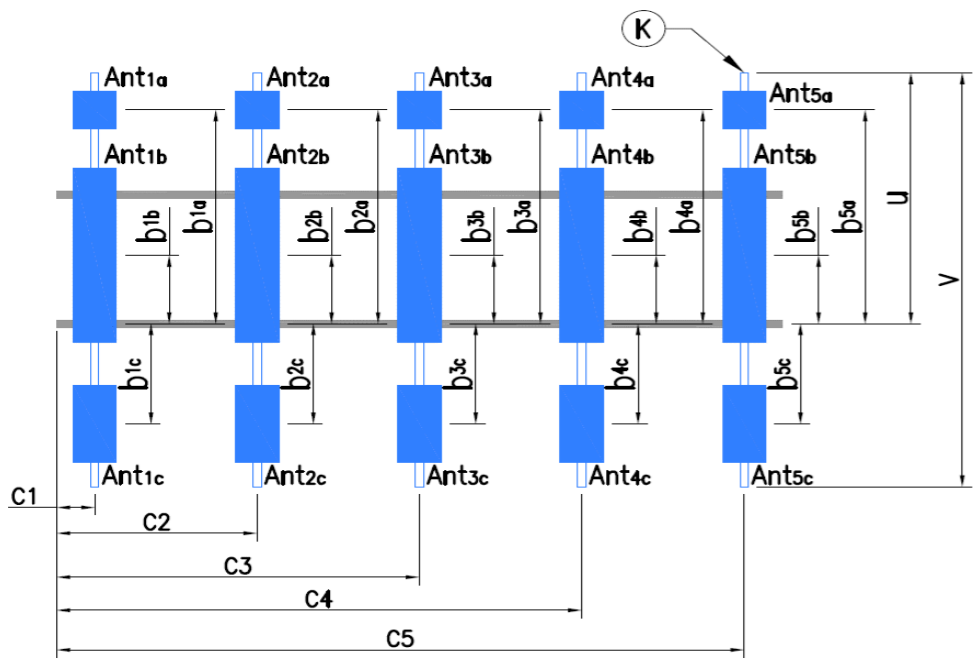 K
Ant1a Ant2a Ant3a Ant4a Ant5a
Ant1b Ant2b Ant3b Ant4b Ant5b
b1b b1a b2b b2a b3b b3a b4b b4a b5b b5a u v
b1c b2c b3c b4c b5c
Ant1c Ant2c Ant3c Ant4c Ant5c
C1
C2
C3
C4
C5